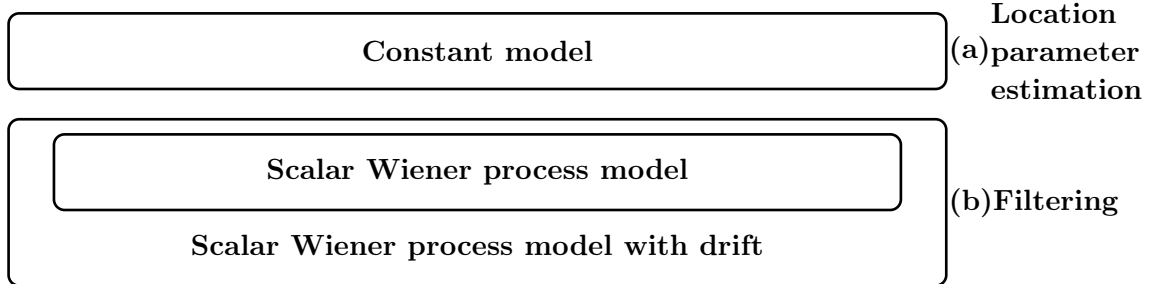 Constant model
(a)
Location
parameter
estimation
Scalar Wiener process model
Scalar Wiener process model with drift
(b)Filtering